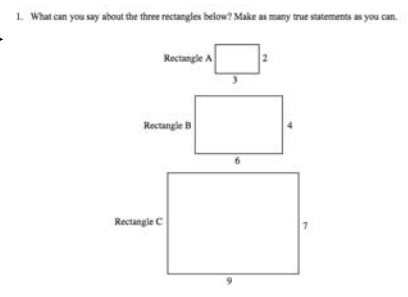 1. What can you say about the three rectangles below? Make as many true statements as you can.
Rectangle A
2
3
Rectangle B
4
6
Rectangle C
7
9